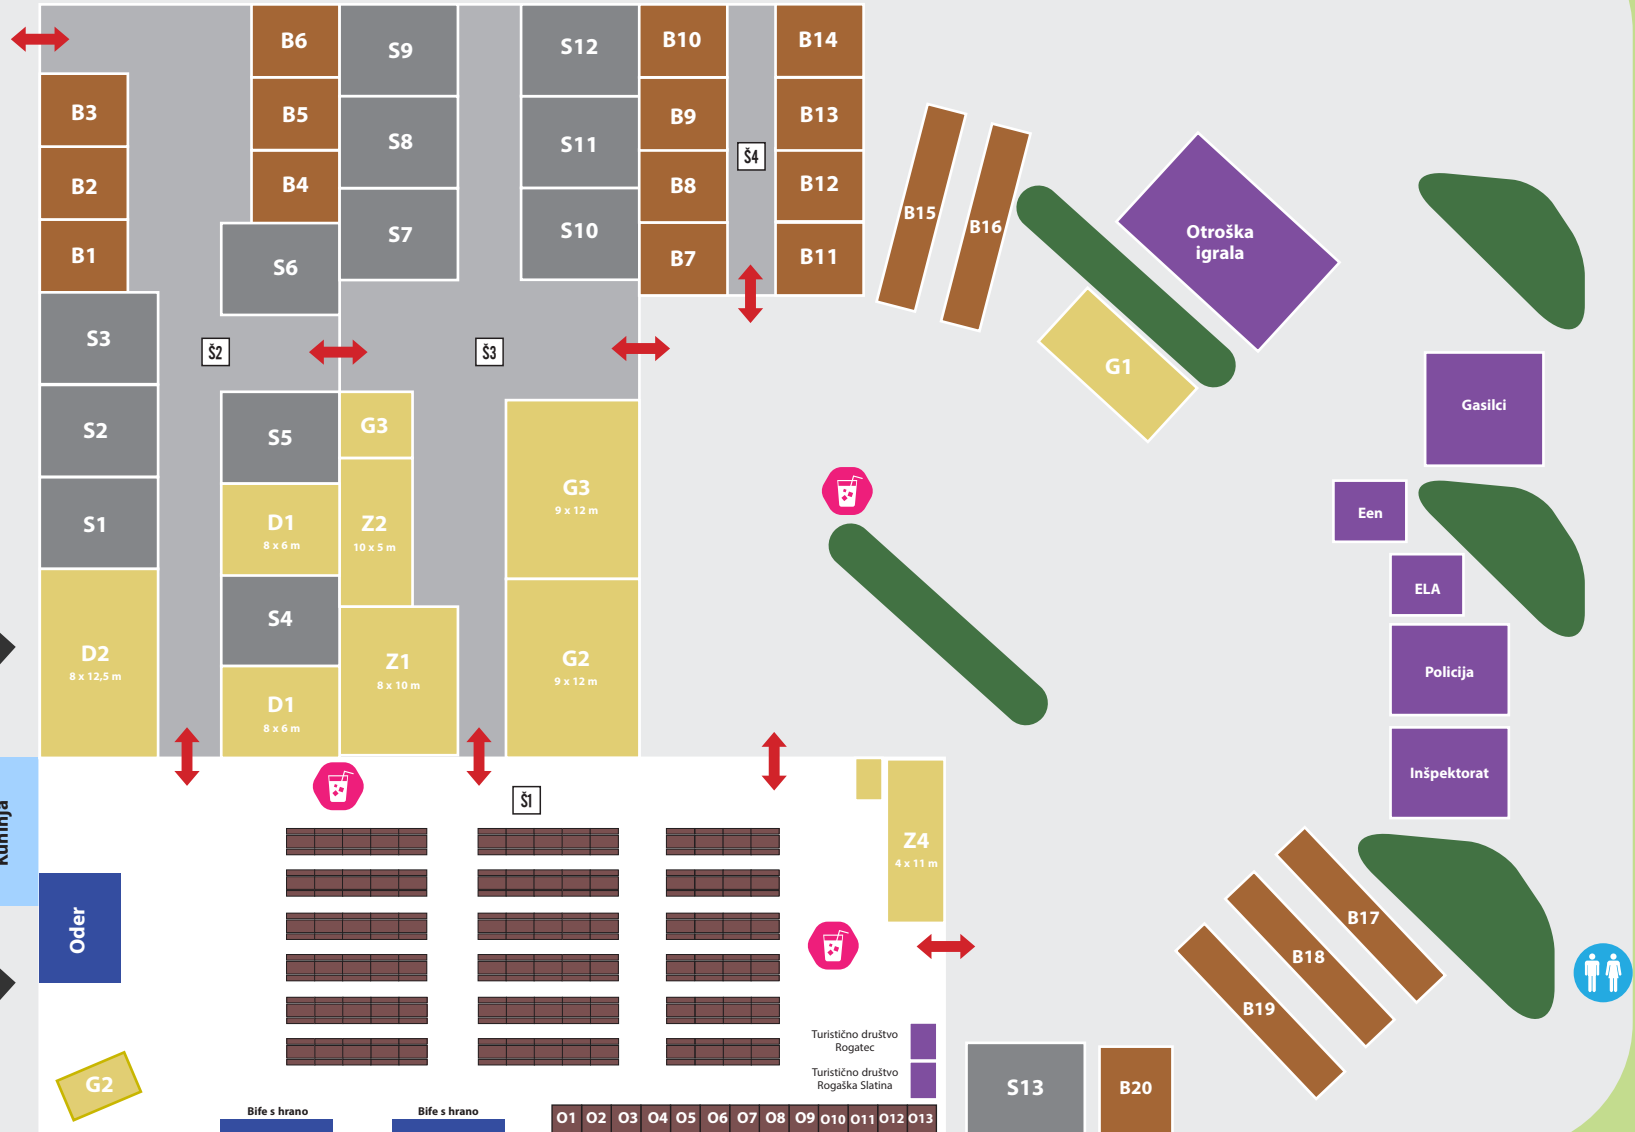 B6
S9
S12
B10
B14
B3
B5
S8
S11
B9
B13
B2
B4
B8
B12
Š4
B1
S6
S7
S10
B7
B11
B15
B16
Otroška
igrala
S3
Š2
Š3
G1
Gasilci
S2
S5
G3
S1
D1
8 x 6 m
Z2
10 x 5 m
G3
9 x 12 m
Een
ELA
S4
D2
8 x 12,5 m
Z1
8 x 10 m
G2
9 x 12 m
Policija
D1
8 x 6 m
Inšpektorat
Š1
Kuhinja
Z4
4 x 11 m
Oder
B17
B18
B19
Turistično društvo
Rogatec
Turistično društvo
Rogaška Slatina
G2
S13
B20
Bife s hrano
Bife s hrano
O1 O2 O3 O4 O5 O6 O7 O8 O9 O10 O11 O12 O13